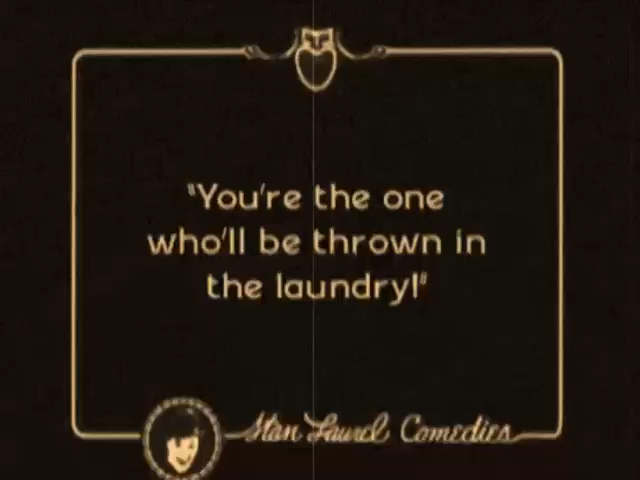 "You're the one
who'll be thrown in
the laundry!"
Stan Laurel Comedies